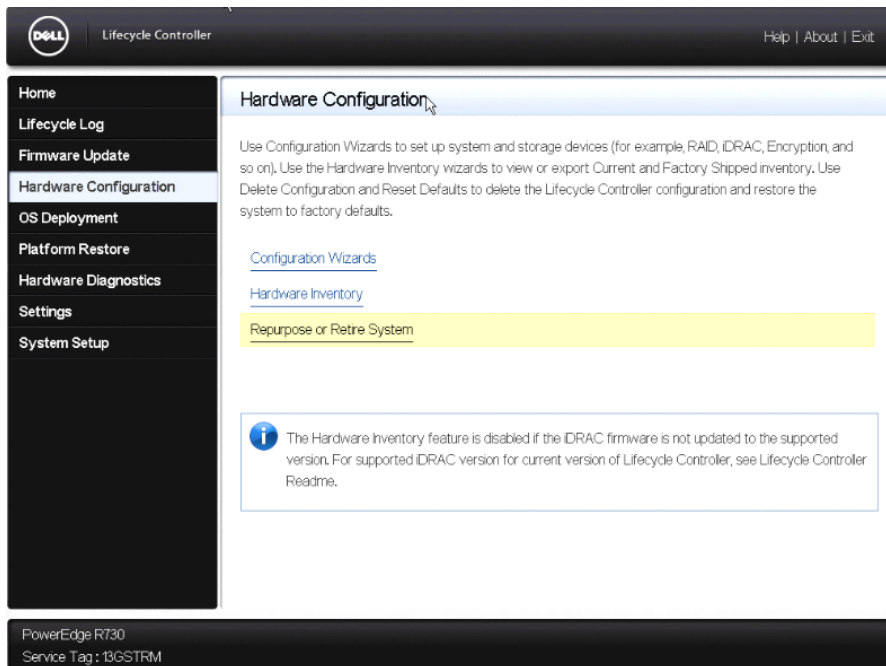 DELL Lifecycle Controller
Help | About | Exit
Home
Lifecycle Log
Firmware Update
Hardware Configuration
OS Deployment
Platform Restore
Hardware Diagnostics
Settings
System Setup
Hardware Configuration
Use Configuration Wizards to set up system and storage devices (for example, RAID, iDRAC, Encryption, and
so on). Use the Hardware Inventory wizards to view or export Current and Factory Shipped inventory. Use
Delete Configuration and Reset Defaults to delete the Lifecycle Controller configuration and restore the
system to factory defaults.
Configuration Wizards
Hardware Inventory
Repurpose or Retire System
The Hardware Inventory feature is disabled if the iDRAC firmware is not updated to the supported
version. For supported iDRAC version for current version of Lifecycle Controller, see Lifecycle Controller
Readme.
PowerEdge R730
Service Tag : 13GSTRM